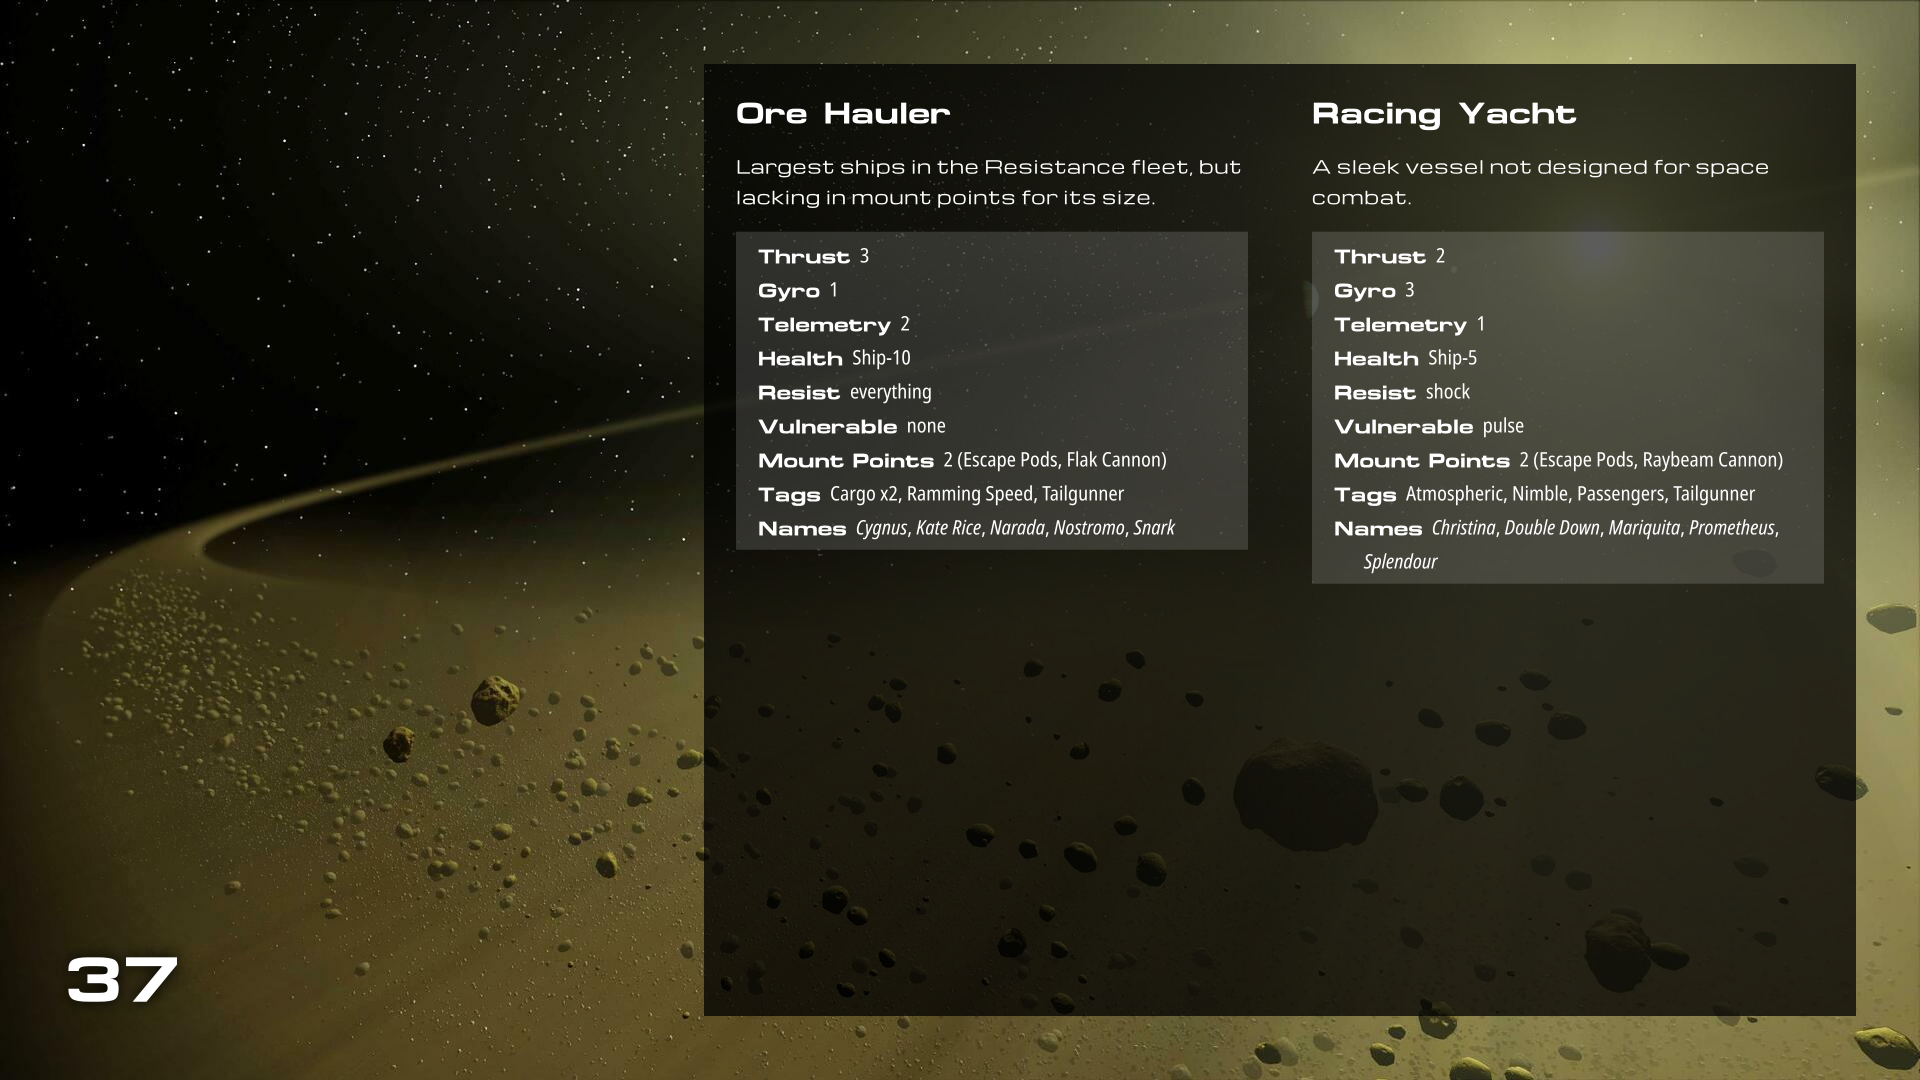 Ore Hauler
Largest ships in the Resistance fleet, but
lacking in mount points for its size.
Thrust 3
Gyro 1
Telemetry 2
Health Ship-10
Resist everything
Vulnerable none
Mount Points 2 (Escape Pods, Flak Cannon)
Tags Cargo x2, Ramming Speed, Tailgunner
Names Cygnus, Kate Rice, Narada, Nostromo, Snark
Racing Yacht
A sleek vessel not designed for space
combat.
Thrust 2
Gyro 3
Telemetry 1
Health Ship-5
Resist shock
Vulnerable pulse
Mount Points 2 (Escape Pods, Raybeam Cannon)
Tags Atmospheric, Nimble, Passengers, Tailgunner
Names Christina, Double Down, Mariquita, Prometheus,
Splendour
37